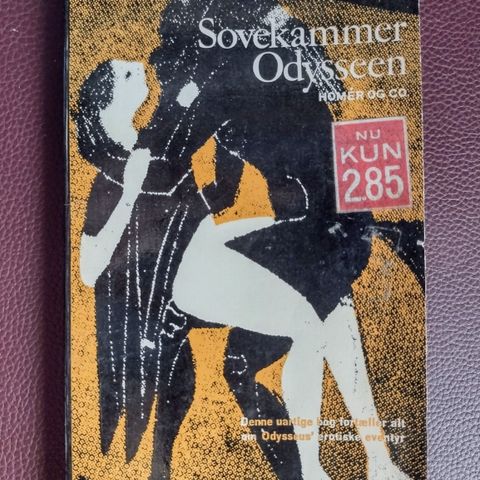 Sovekammer
Odysseen
HOMER OG CO
NU
KUN
2.85
Denne uartige bog fortæller alt
om Odysseus' erotiske eventyr